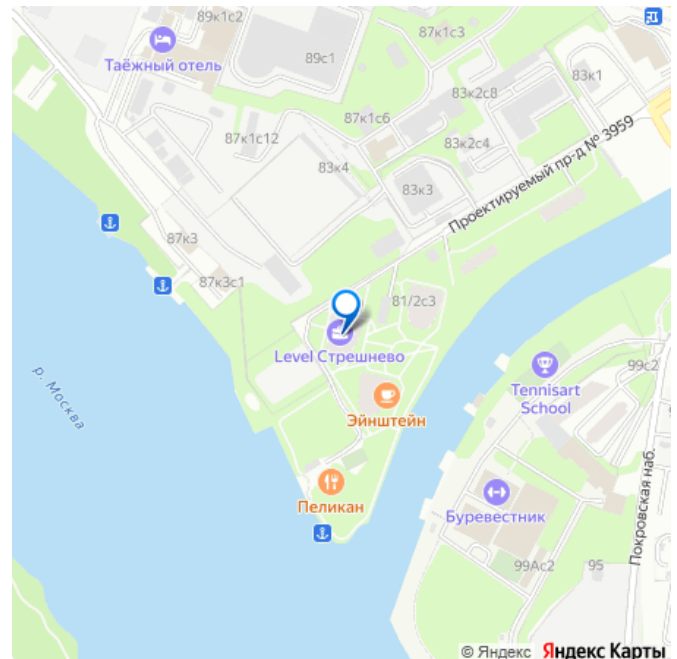 89к1с2
Таёжный отель
89с1
87к1с3
83к1
83к2с8
87к1с6
87к1с12
83к2с4
83к4
83к3
Проектируемый пр-д № 3959
87к3
87к3с1
81/2с3
Level Стрешнево
р. Москва
99с2
Tennisart
School
Эйнштейн
Пеликан
Буревестник
Покровская наб.
99Ас2
95
© Яндекс Яндекс Карты